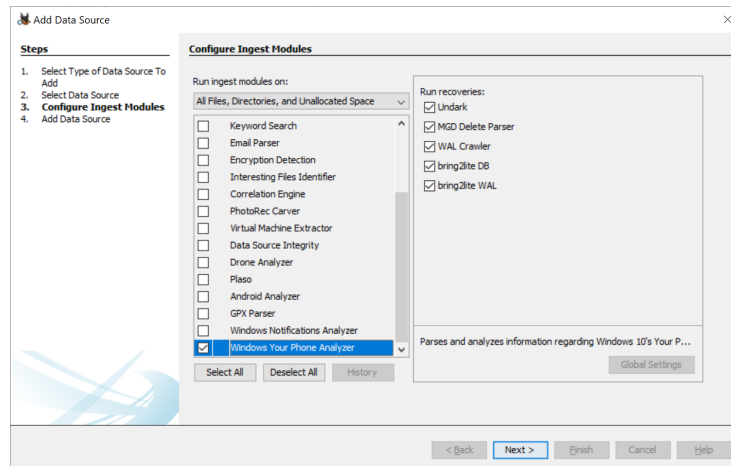 Add Data Source
Steps
1. Select Type of Data Source To
Add
2. Select Data Source
3. Configure Ingest Modules
4. Add Data Source
Configure Ingest Modules
Run ingest modules on:
All Files, Directories, and Unallocated Space
Keyword Search
Email Parser
Encryption Detection
Interesting Files Identifier
Correlation Engine
PhotoRec Carver
Virtual Machine Extractor
Data Source Integrity
Drone Analyzer
Plaso
Android Analyzer
GPX Parser
Windows Notifications Analyzer
Windows Your Phone Analyzer
Select All Deselect All History
Run recoveries:
Undark
MGD Delete Parser
WAL Crawler
bring2lite DB
bring2lite WAL
Parses and analyzes information regarding Windows 10's Your P...
Global Settings
< Back Next > Finish Cancel Help